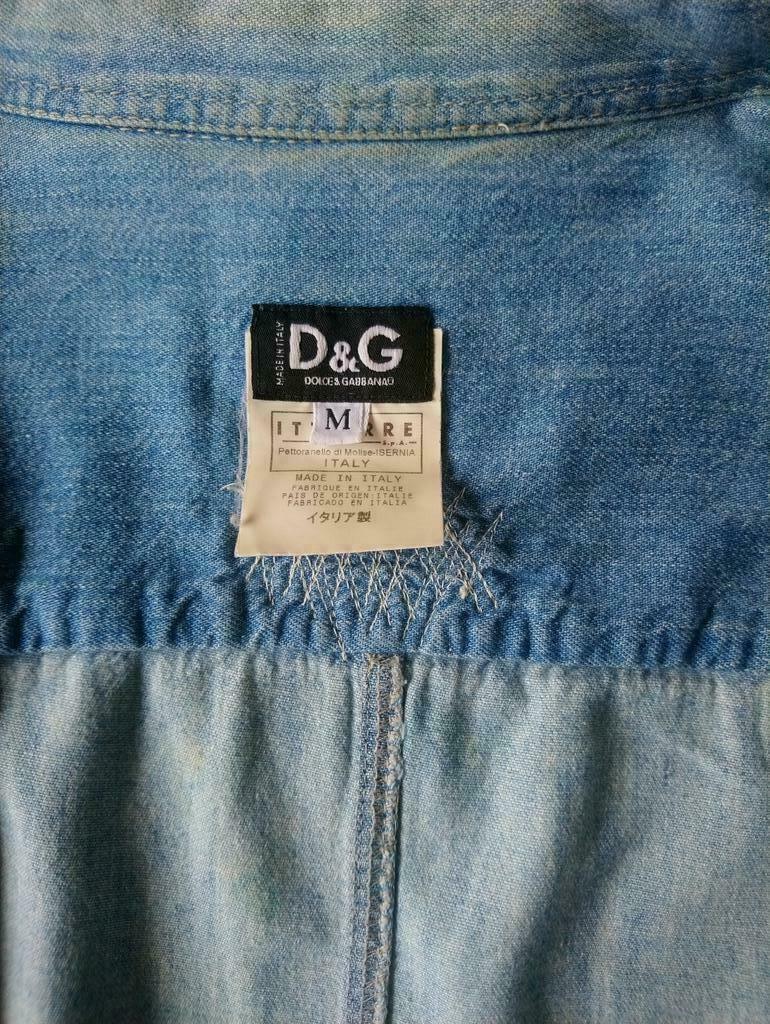 MADE IN ITALY
D&G
DOLCE & GABBANA
M
IT RRE
S.p.A.
Pettoranello di Molise-ISERNIA
ITALY
MADE IN ITALY
FABRIQUE EN ITALIE
PAIS DE ORIGEN:ITALIE
FABRICADO EN ITALIA
イタリア製